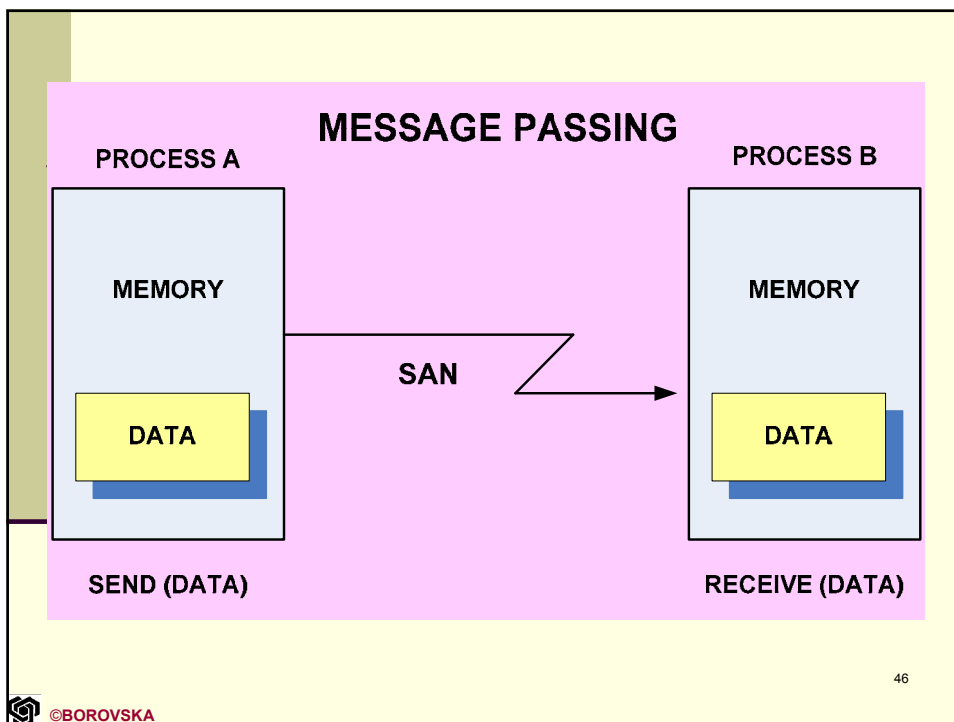 MESSAGE PASSING
PROCESS A
PROCESS B
MEMORY
MEMORY
SAN
DATA
DATA
SEND (DATA)
RECEIVE (DATA)
46
©BOROVSKA